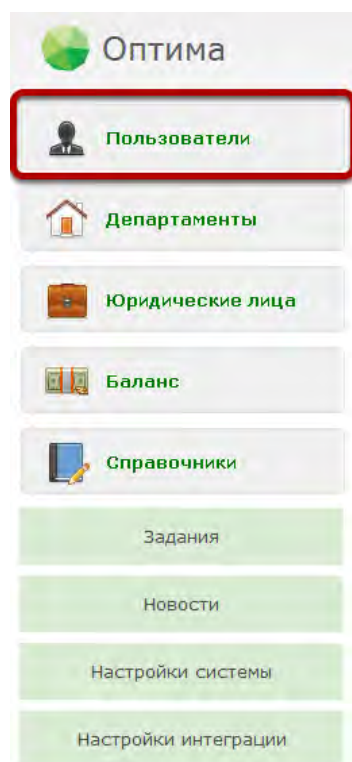 Оптима
Пользователи
Департаменты
Юридические лица
Баланс
Справочники
Задания
Новости
Настройки системы
Настройки интеграции